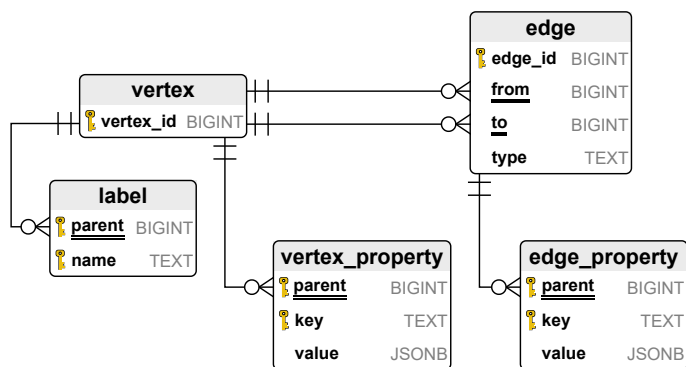 edge
edge_id BIGINT
from BIGINT
to BIGINT
type TEXT
vertex
vertex_id BIGINT
label
parent BIGINT
name TEXT
vertex_property
parent BIGINT
key TEXT
value JSONB
edge_property
parent BIGINT
key TEXT
value JSONB